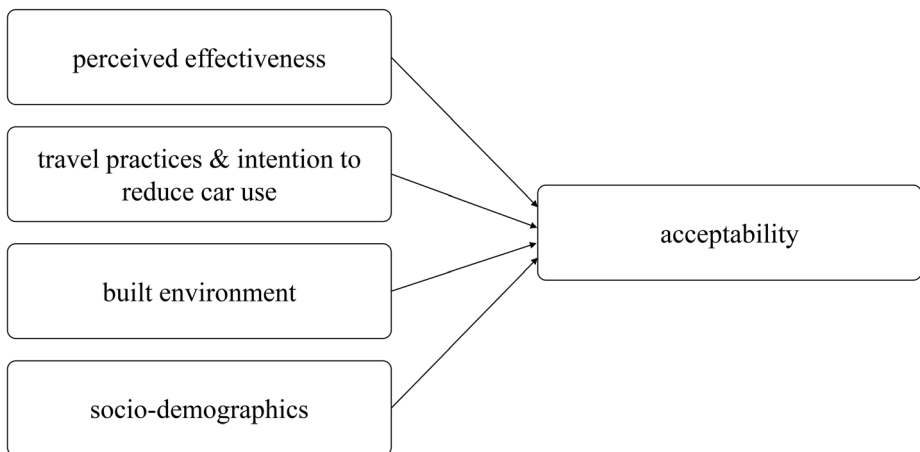 perceived effectiveness
travel practices & intention to
reduce car use
built environment
socio-demographics
acceptability